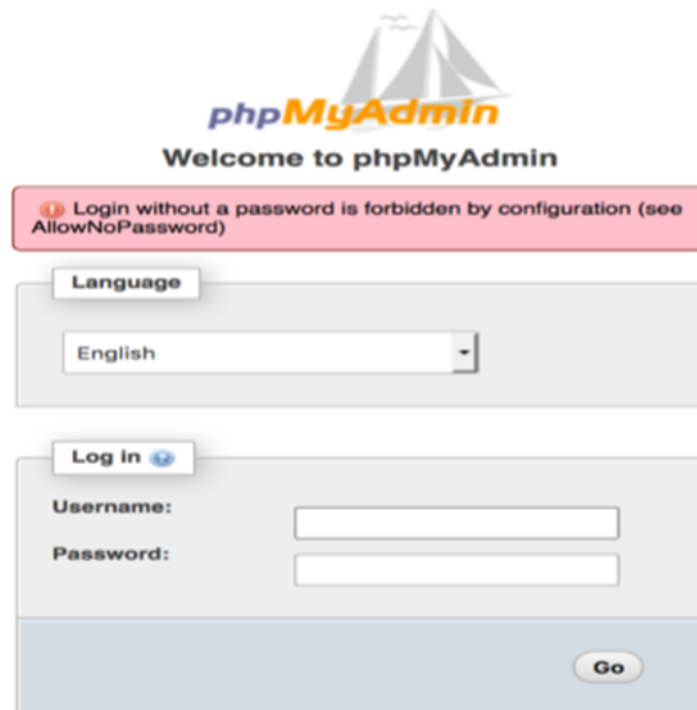 phpMyAdmin
Welcome to phpMyAdmin
Login without a password is forbidden by configuration (see
AllowNoPassword)
Language
English
Log in
Username:
Password:
Go